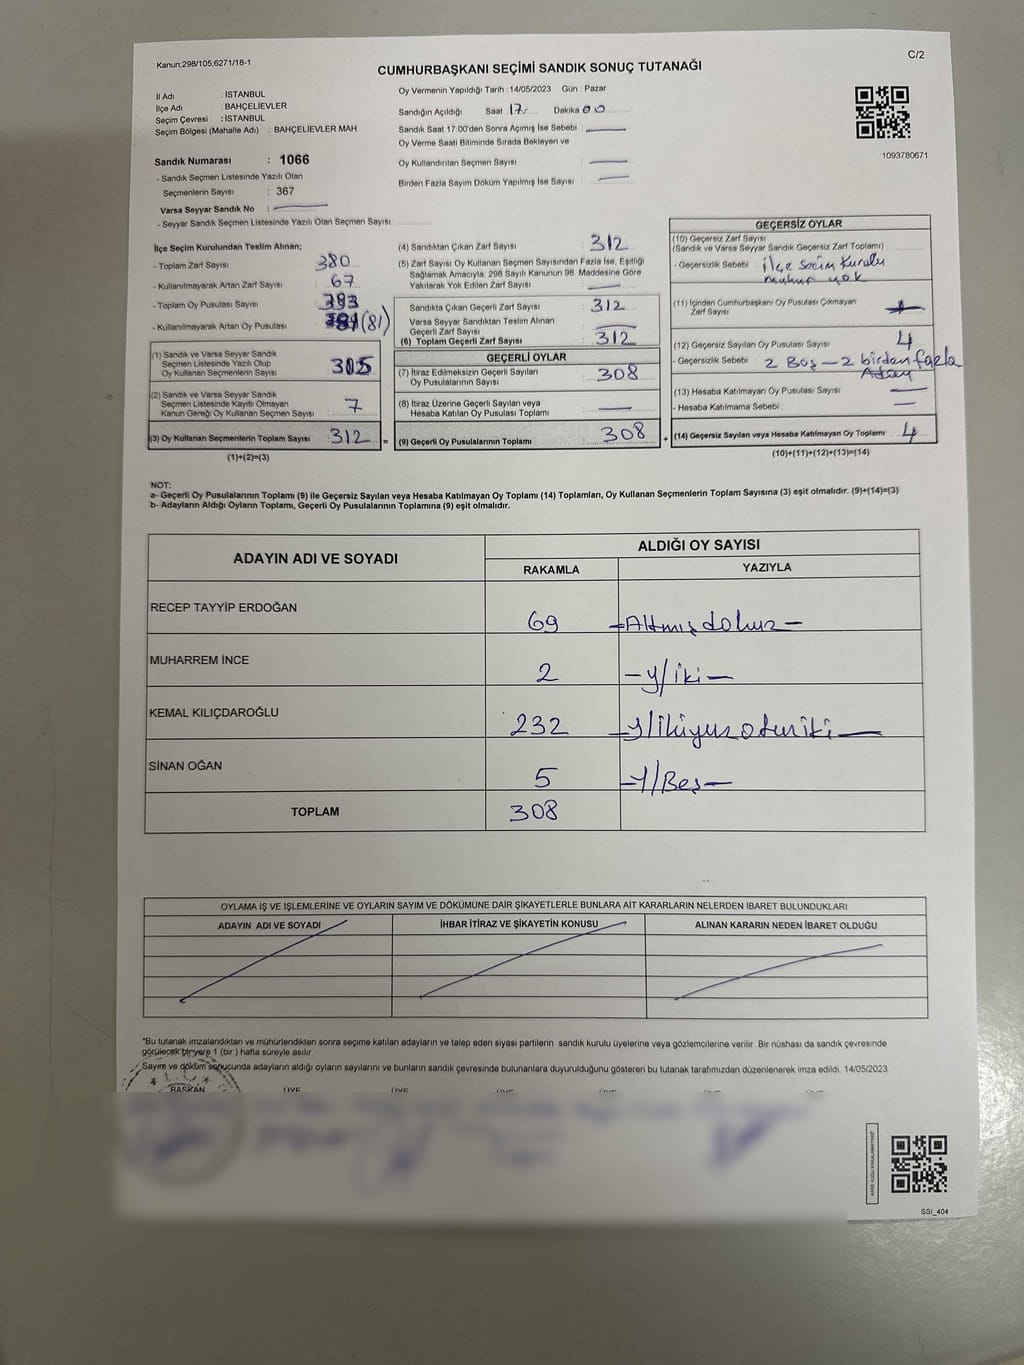 Kanun;298/105;6271/18-1
C/2
CUMHURBAŞKANI SEÇİMİ SANDIK SONUÇ TUTANAĞI
İl Adı : İSTANBUL
İlçe Adı : BAHÇELİEVLER
Seçim Çevresi : İSTANBUL
Seçim Bölgesi (Mahalle Adı) : BAHÇELİEVLER MAH
Sandık Numarası : 1066
- Sandık Seçmen Listesinde Yazılı Olan
Seçmenlerin Sayısı : 367
Varsa Seyyar Sandık No :
- Seyyar Sandık Seçmen Listesinde Yazılı Olan Seçmen Sayısı:
Oy Vermenin Yapıldığı Tarih : 14/05/2023 Gün : Pazar
Sandığın Açıldığı Saat 17 Dakika 00
Sandık Saat 17:00'den Sonra Açımış İse Sebebi :
Oy Verme Saati Bitiminde Sırada Bekleyen ve
Oy Kullandırılan Seçmen Sayısı :
Birden Fazla Sayım Döküm Yapılmış İse Sayısı :
1093780671
İlçe Seçim Kurulundan Teslim Alınan;
- Toplam Zarf Sayısı : 380
- Kullanılmayarak Artan Zarf Sayısı : 67
- Toplam Oy Pusulası Sayısı : 393
- Kullanılmayarak Artan Oy Pusulası : (81)
(1) Sandık ve Varsa Seyyar Sandık
Seçmen Listesinde Yazılı Olup
Oy Kullanan Seçmenlerin Sayısı : 305
(2) Sandık ve Varsa Seyyar Sandık
Seçmen Listesinde Kayıtlı Olmayan
Kanun Gereği Oy Kullanan Seçmen Sayısı : 7
(3) Oy Kullanan Seçmenlerin Toplam Sayısı : 312 =
(1)+(2)=(3)
(4) Sandıktan Çıkan Zarf Sayısı : 312
(5) Zarf Sayısı Oy Kullanan Seçmen Sayısından Fazla İse, Eşitliği
Sağlamak Amacıyla; 298 Sayılı Kanunun 98. Maddesine Göre
Yakılarak Yok Edilen Zarf Sayısı :
Sandıkta Çıkan Geçerli Zarf Sayısı : 312
Varsa Seyyar Sandıktan Teslim Alınan
Geçerli Zarf Sayısı :
(6) Toplam Geçerli Zarf Sayısı : 312
GEÇERLİ OYLAR
(7) İtiraz Edilmeksizin Geçerli Sayılan
Oy Pusulalarının Sayısı : 308
(8) İtiraz Üzerine Geçerli Sayılan veya
Hesaba Katılan Oy Pusulası Toplamı :
(9) Geçerli Oy Pusulalarının Toplamı : 308 +
GEÇERSİZ OYLAR
(10) Geçersiz Zarf Sayısı :
(Sandık ve Varsa Seyyar Sandık Geçersiz Zarf Toplamı)
- Geçersizlik Sebebi : ilçe Seçim Kurulu
muhur yok
(11) İçinden Cumhurbaşkanı Oy Pusulası Çıkmayan
Zarf Sayısı :
(12) Geçersiz Sayılan Oy Pusulası Sayısı : 4
- Geçersizlik Sebebi : 2 Boş — 2 birden fazla
Aday
(13) Hesaba Katılmayan Oy Pusulası Sayısı :
- Hesaba Katılmama Sebebi :
(14) Geçersiz Sayılan veya Hesaba Katılmayan Oy Toplamı : 4
(10)+(11)+(12)+(13)=(14)
NOT:
a- Geçerli Oy Pusulalarının Toplamı (9) ile Geçersiz Sayılan veya Hesaba Katılmayan Oy Toplamı (14) Toplamları, Oy Kullanan Seçmenlerin Toplam Sayısına (3) eşit olmalıdır. (9)+(14)=(3)
b- Adayların Aldığı Oyların Toplamı, Geçerli Oy Pusulalarının Toplamına (9) eşit olmalıdır.
ADAYIN ADI VE SOYADI
ALDIĞI OY SAYISI
RAKAMLA YAZIYLA
RECEP TAYYİP ERDOĞAN 69 –Altmış dokuz–
MUHARREM İNCE 2 –Y/iki–
KEMAL KILIÇDAROĞLU 232 –Y/ikiyuz otuziki–
SİNAN OĞAN 5 –Y/Beş–
TOPLAM 308
OYLAMA İŞ VE İŞLEMLERİNE VE OYLARIN SAYIM VE DÖKÜMÜNE DAİR ŞİKAYETLERLE BUNLARA AİT KARARLARIN NELERDEN İBARET BULUNDUKLARI
ADAYIN ADI VE SOYADI İHBAR İTİRAZ VE ŞİKAYETİN KONUSU ALINAN KARARIN NEDEN İBARET OLDUĞU
*Bu tutanak imzalandıktan ve mühürlendikten sonra seçime katılan adayların ve talep eden siyasi partilerin sandık kurulu üyelerine veya gözlemcilerine verilir. Bir nüshası da sandık çevresinde
görülecek bir yere 1 (bir ) hafta süreyle asılır.
Sayım ve döküm sonucunda adayların aldığı oyların sayılarını ve bunların sandık çevresinde bulunanlara duyurulduğunu gösteren bu tutanak tarafımızdan düzenlenerek imza edildi. 14/05/2023
BAŞKAN ÜYE ÜYE ÜYE ÜYE ÜYE
SSI_404